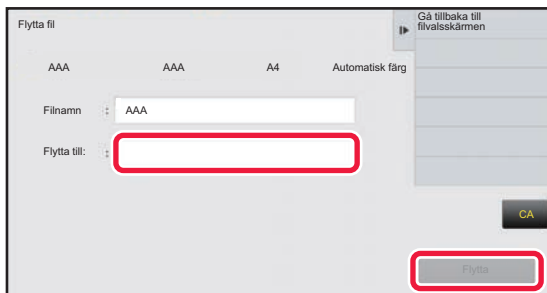 Flytta fil
Gå tillbaka till
filvalsskärmen
AAA AAA A4 Automatisk färg
Filnamn : AAA
Flytta till: :
CA
Flytta